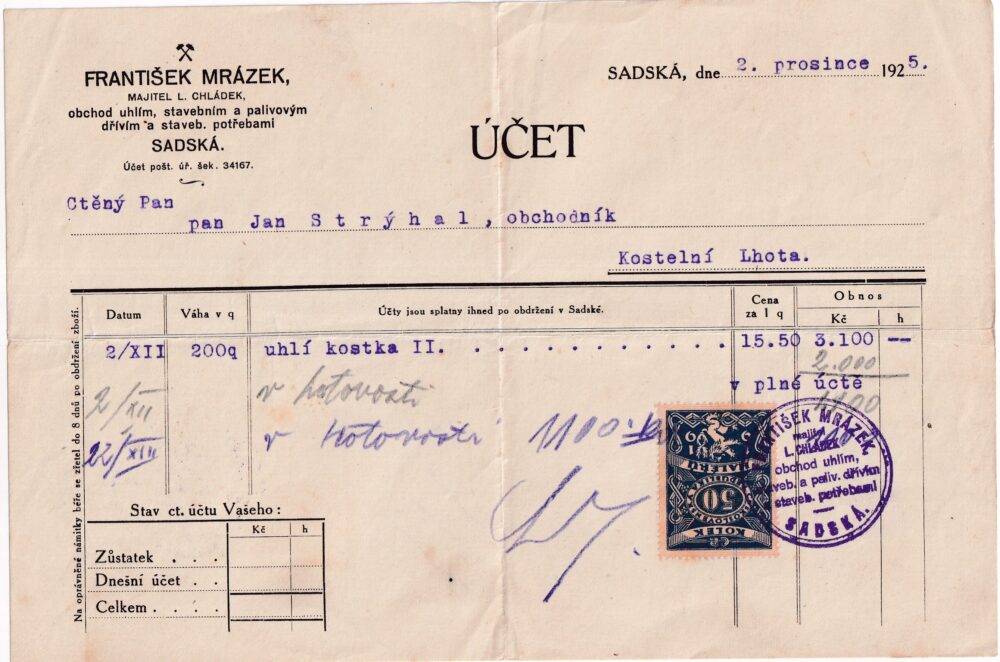 FRANTIŠEK MRÁZEK,
MAJITEL L. CHLÁDEK,
obchod uhlím, stavebním a palivovým
dřívím a staveb. potřebami
SADSKÁ.
Účet pošt. úř. šek. 34167.
SADSKÁ, dne 2. prosince 1925.
ÚČET
Ctěný Pan
pan Jan Strýhal, obchodník
Kostelní Lhota.
Na oprávněné námitky béře se zřetel do 8 dnů po obdržení zboží.
Datum Váha v q Účty jsou splatny ihned po obdržení v Sadské. Cena za 1 q Obnos Kč h
2/XII 200q uhlí kostka II. . . . . . . . . . . . . 15.50 3.100 --
2.000
v plné úctě
2/XII v hotovosti 1100
22/XII v hotovosti 1100
FRANTIŠEK MRÁZEK,
majitel
L. CHLÁDEK
obchod uhlím,
staveb. a paliv. dřívím
a staveb. potřebami
SADSKÁ.
1919
HALÉŘŮ
50
KOLEK
Stav ct. účtu Vašeho:
Kč h
Zůstatek . . .
Dnešní účet . .
Celkem . . . .